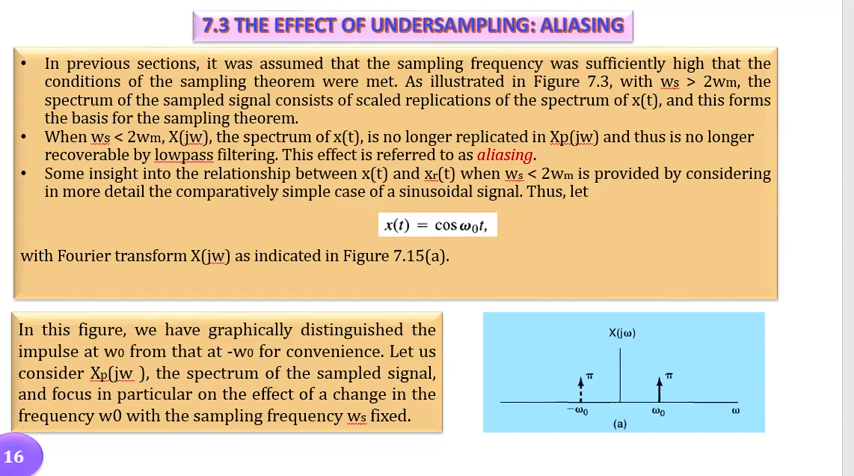 7.3 THE EFFECT OF UNDERSAMPLING: ALIASING
• In previous sections, it was assumed that the sampling frequency was sufficiently high that the
conditions of the sampling theorem were met. As illustrated in Figure 7.3, with ws > 2wm, the
spectrum of the sampled signal consists of scaled replications of the spectrum of x(t), and this forms
the basis for the sampling theorem.
• When ws < 2wm, X(jw), the spectrum of x(t), is no longer replicated in Xp(jw) and thus is no longer
recoverable by lowpass filtering. This effect is referred to as aliasing.
• Some insight into the relationship between x(t) and xr(t) when ws < 2wm is provided by considering
in more detail the comparatively simple case of a sinusoidal signal. Thus, let
x(t) = cos ω₀t,
with Fourier transform X(jw) as indicated in Figure 7.15(a).
In this figure, we have graphically distinguished the
impulse at w0 from that at -w0 for convenience. Let us
consider Xp(jw ), the spectrum of the sampled signal,
and focus in particular on the effect of a change in the
frequency w0 with the sampling frequency ws fixed.
X(jω)
π π
−ω₀ ω₀ ω
(a)
16